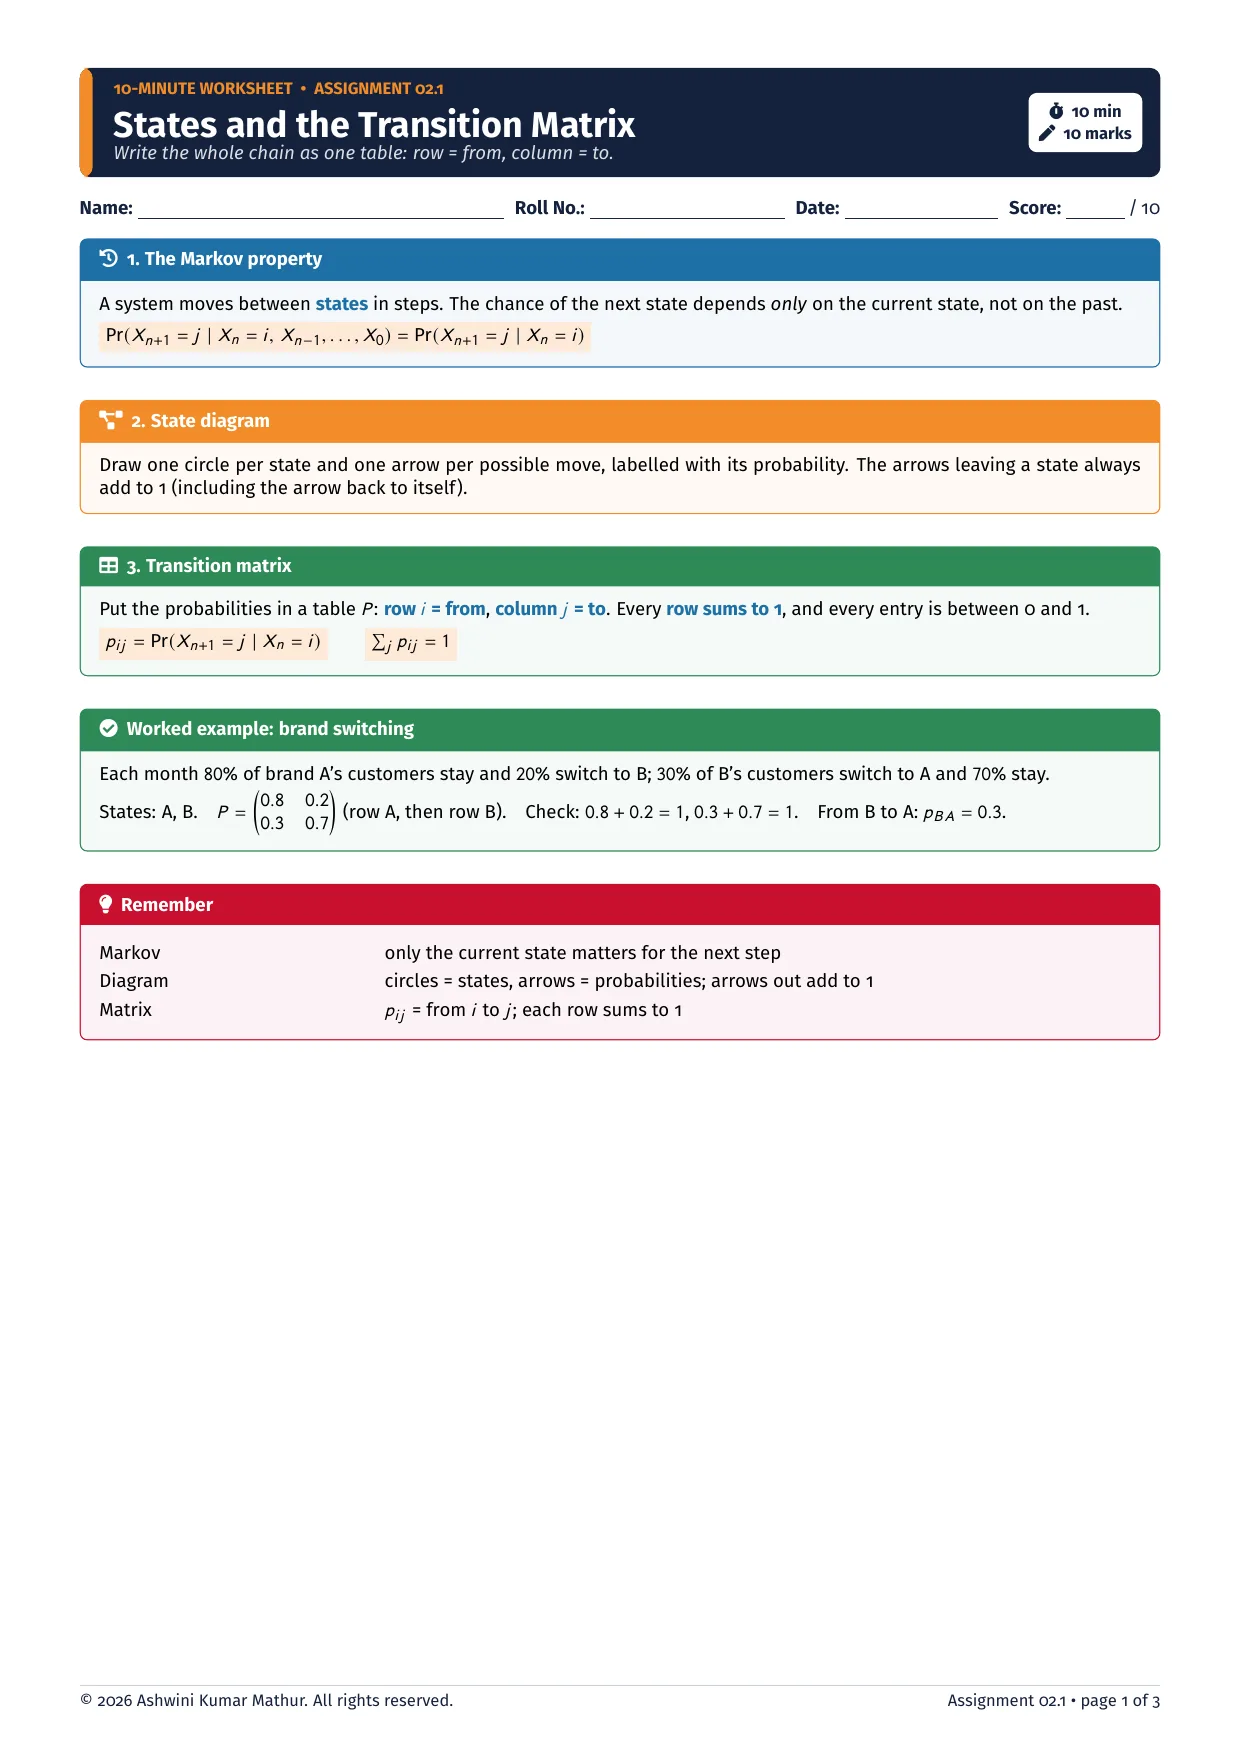 10-MINUTE WORKSHEET • ASSIGNMENT 02.1
States and the Transition Matrix
Write the whole chain as one table: row = from, column = to.
10 min
10 marks
Name: Roll No.: Date: Score: / 10
1. The Markov property
A system moves between states in steps. The chance of the next state depends only on the current state, not on the past.
Pr(Xₙ₊₁ = j | Xₙ = i, Xₙ₋₁, . . . , X₀) = Pr(Xₙ₊₁ = j | Xₙ = i)
2. State diagram
Draw one circle per state and one arrow per possible move, labelled with its probability. The arrows leaving a state always
add to 1 (including the arrow back to itself).
3. Transition matrix
Put the probabilities in a table P: row i = from, column j = to. Every row sums to 1, and every entry is between 0 and 1.
p_{ij} = Pr(Xₙ₊₁ = j | Xₙ = i) ∑_j p_{ij} = 1
Worked example: brand switching
Each month 80% of brand A’s customers stay and 20% switch to B; 30% of B’s customers switch to A and 70% stay.
States: A, B. P = (0.8 0.2
0.3 0.7) (row A, then row B). Check: 0.8 + 0.2 = 1, 0.3 + 0.7 = 1. From B to A: p_{BA} = 0.3.
Remember
Markov only the current state matters for the next step
Diagram circles = states, arrows = probabilities; arrows out add to 1
Matrix p_{ij} = from i to j; each row sums to 1
© 2026 Ashwini Kumar Mathur. All rights reserved. Assignment 02.1 • page 1 of 3